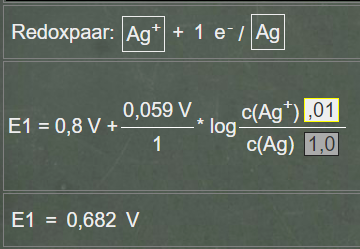 Redoxpaar: Ag⁺ + 1 e⁻ / Ag
E1 = 0,8 V + 0,059 V / 1 * log c(Ag⁺) ,01 / c(Ag) 1,0
E1 = 0,682 V